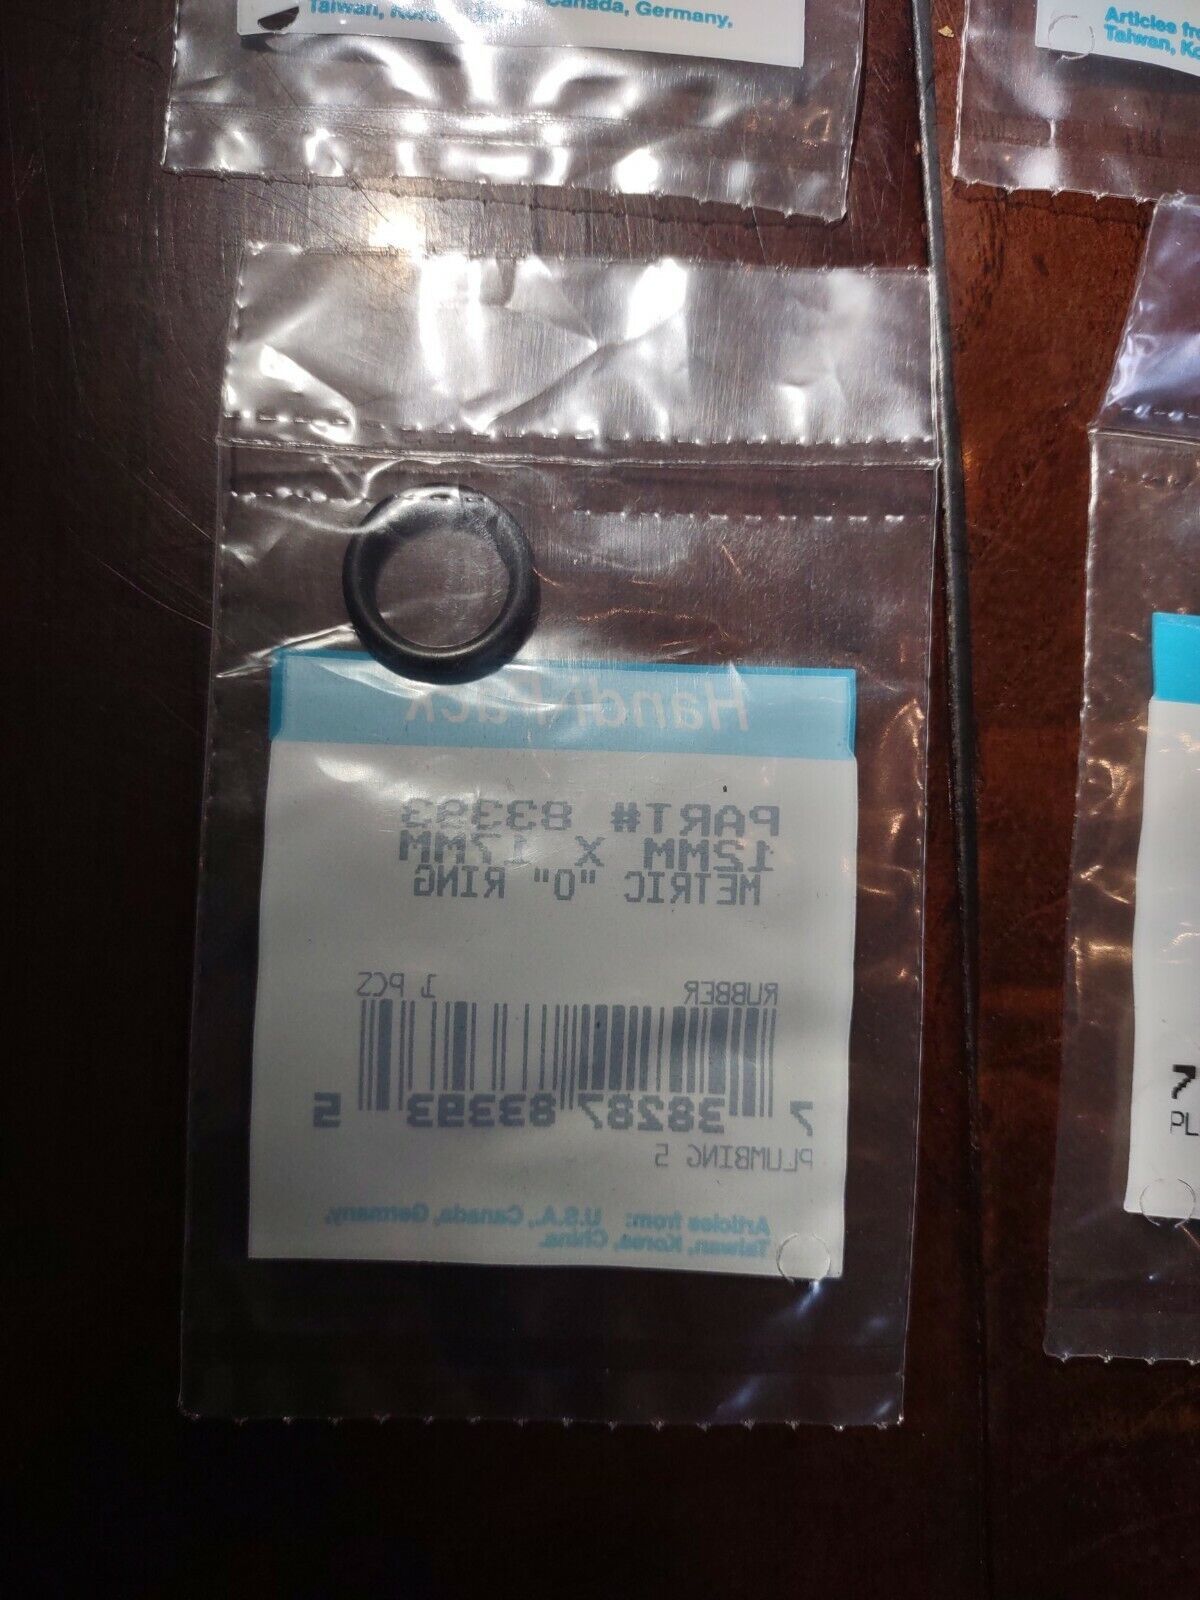 Taiwan, Korea, Canada, Germany,
Articles fro
Taiwan, Ko
Handi Pack
PART# 83393
12MM X 17MM
METRIC "O" RING
RUBBER 1 PCS
7 38287 83393 5
PLUMBING 5
Articles from: U.S.A., Canada, Germany,
Taiwan, Korea, China.
7
PL